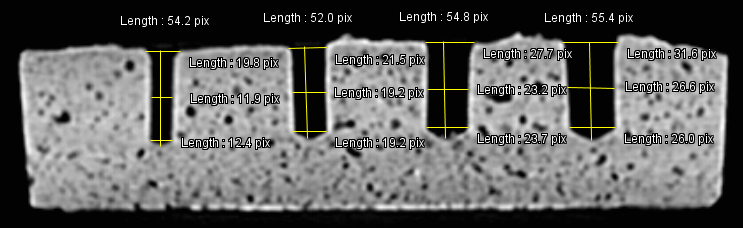 Length : 54.2 pix
Length : 52.0 pix
Length : 54.8 pix
Length : 55.4 pix
Length : 19.8 pix
Length : 21.5 pix
Length : 27.7 pix
Length : 31.6 pix
Length : 11.9 pix
Length : 19.2 pix
Length : 23.2 pix
Length : 26.6 pix
Length : 12.4 pix
Length : 19.2 pix
Length : 23.7 pix
Length : 26.0 pix